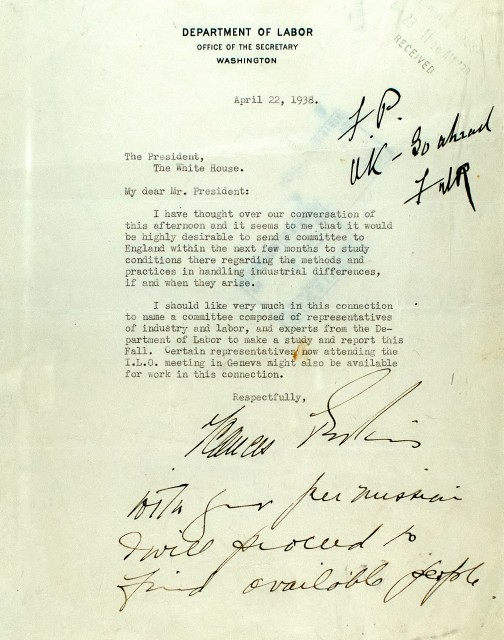 DEPARTMENT OF LABOR
OFFICE OF THE SECRETARY
WASHINGTON
RECEIVED
April 22, 1938.
F.P.
OK - Go ahead
FDR
The President,
The White House.
My dear Mr. President:
I have thought over our conversation of
this afternoon and it seems to me that it would
be highly desirable to send a committee to
England within the next few months to study
conditions there regarding the methods and
practices in handling industrial differences,
if and when they arise.
I should like very much in this connection
to name a committee composed of representatives
of industry and labor, and experts from the De-
partment of Labor to make a study and report this
Fall. Certain representatives now attending the
I.L.O. meeting in Geneva might also be available
for work in this connection.
Respectfully,
Frances Perkins
With your permission
I will proceed to
find available people.